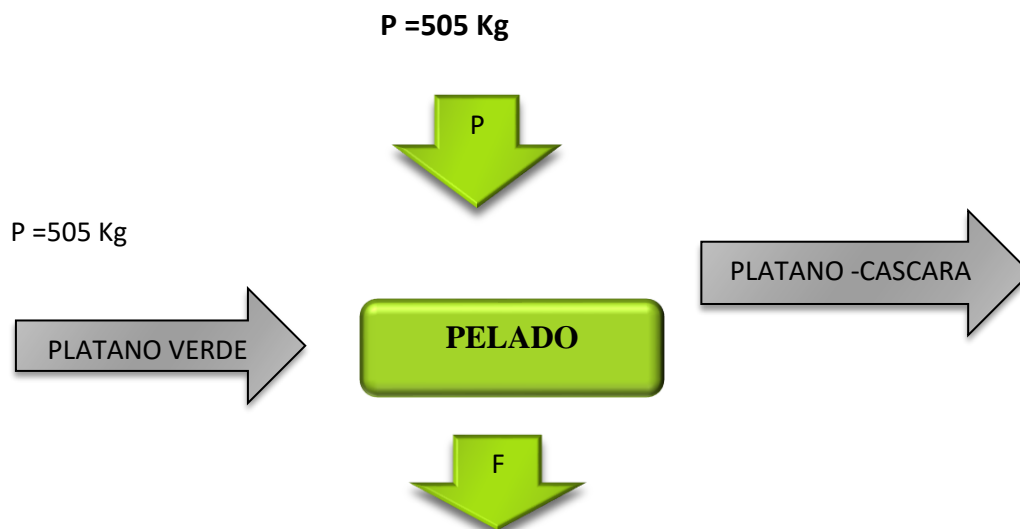 P =505 Kg
P
P =505 Kg
PLATANO -CASCARA
PLATANO VERDE
PELADO
F